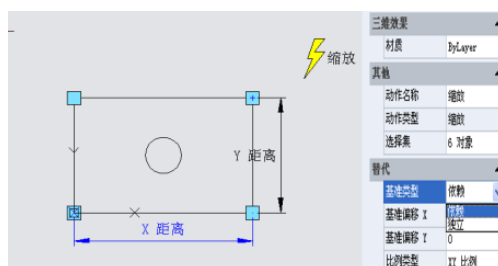 缩放
Y 距离
X 距离
三维效果
材质 ByLayer
其他
动作名称 缩放
动作类型 缩放
选择集 6 对象
替代
基准类型 依赖
依赖
基准偏移 X 独立
基准偏移 Y 0
比例类型 XY 比例